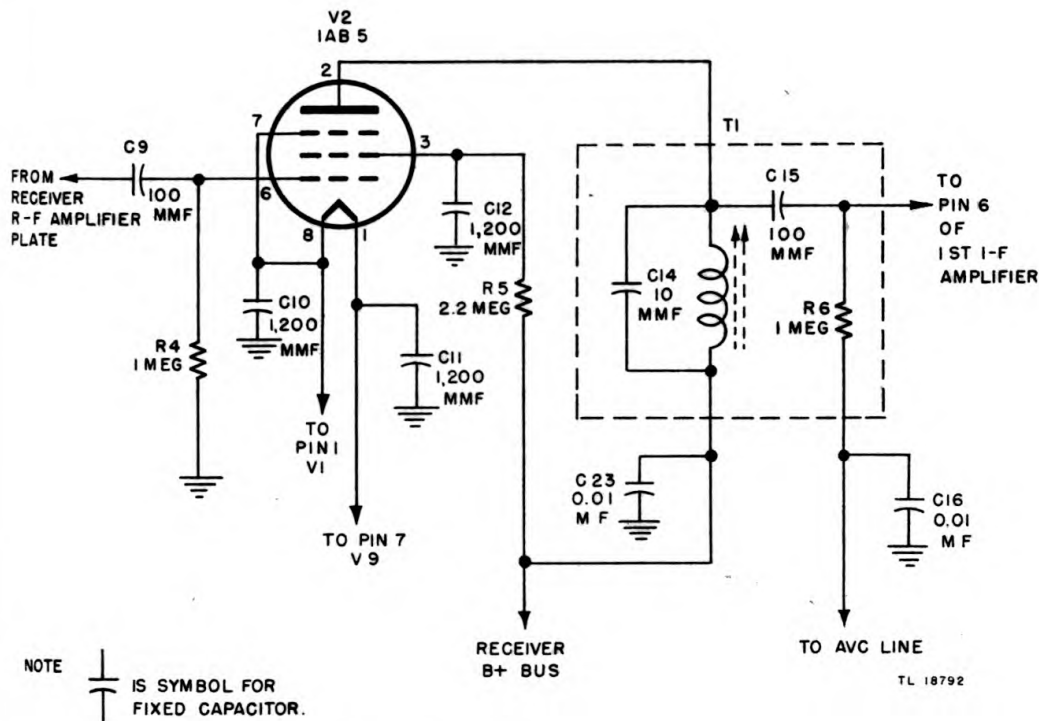 V2
1AB 5
2
7
3
6
8
1
C9
100
MMF
FROM
RECEIVER
R-F AMPLIFIER
PLATE
R4
1 MEG
C10
1,200
MMF
C11
1,200
MMF
C12
1,200
MMF
R5
2.2 MEG
TO
PIN 1
V1
TO PIN 7
V9
T1
C14
10
MMF
C15
100
MMF
R6
1 MEG
TO
PIN 6
OF
1ST I-F
AMPLIFIER
C23
0.01
MF
C16
0.01
MF
RECEIVER
B+ BUS
TO AVC LINE
TL 18792
NOTE
IS SYMBOL FOR
FIXED CAPACITOR.